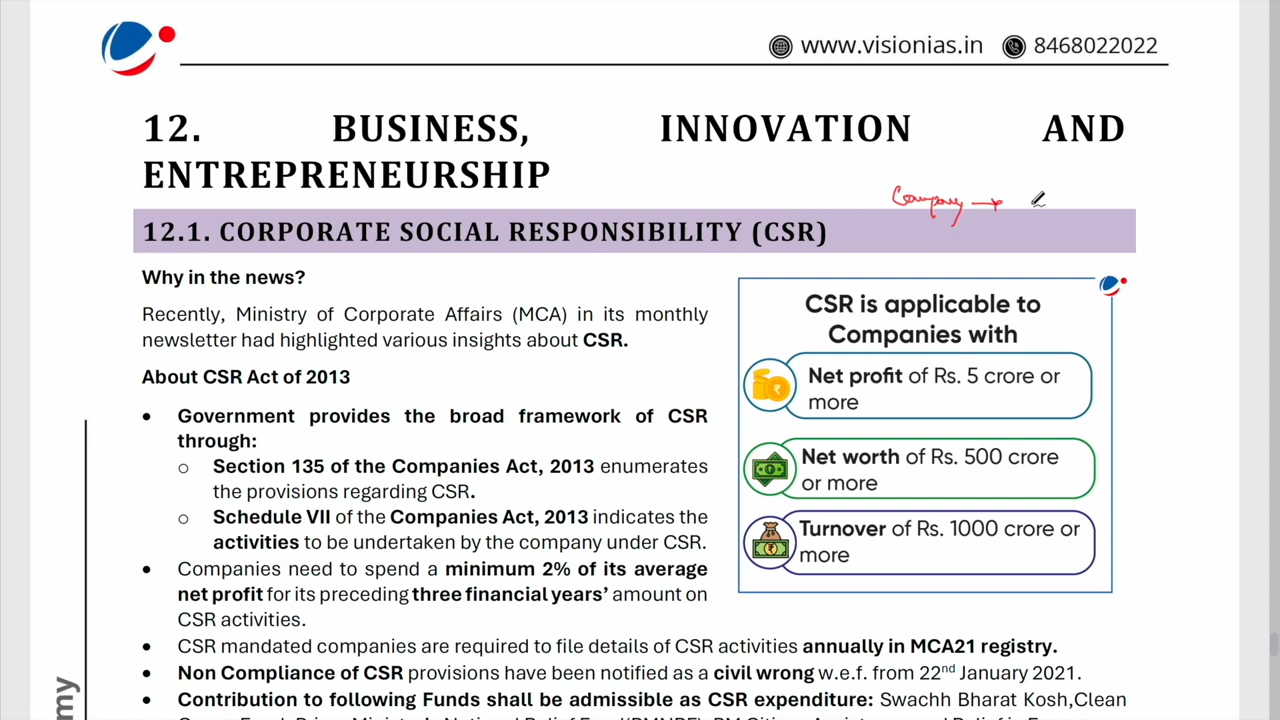 www.visionias.in 8468022022
12. BUSINESS, INNOVATION AND
ENTREPRENEURSHIP
Company →
12.1. CORPORATE SOCIAL RESPONSIBILITY (CSR)
Why in the news?
Recently, Ministry of Corporate Affairs (MCA) in its monthly
newsletter had highlighted various insights about CSR.
About CSR Act of 2013
• Government provides the broad framework of CSR
through:
o Section 135 of the Companies Act, 2013 enumerates
the provisions regarding CSR.
o Schedule VII of the Companies Act, 2013 indicates the
activities to be undertaken by the company under CSR.
• Companies need to spend a minimum 2% of its average
net profit for its preceding three financial years’ amount on
CSR activities.
CSR is applicable to
Companies with
Net profit of Rs. 5 crore or
more
Net worth of Rs. 500 crore
or more
Turnover of Rs. 1000 crore or
more
• CSR mandated companies are required to file details of CSR activities annually in MCA21 registry.
• Non Compliance of CSR provisions have been notified as a civil wrong w.e.f. from 22nd January 2021.
• Contribution to following Funds shall be admissible as CSR expenditure: Swachh Bharat Kosh,Clean
my